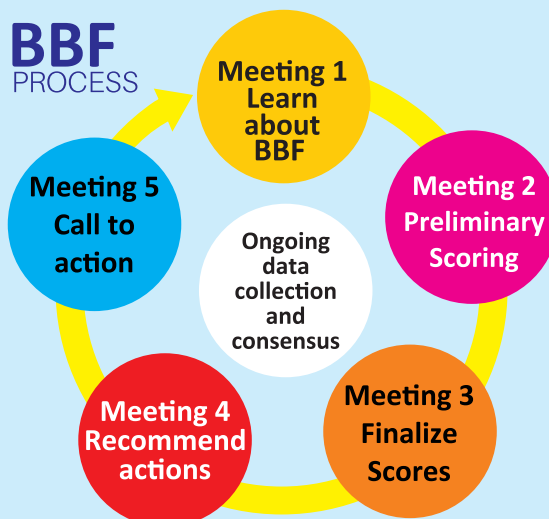 BBF
PROCESS
Meeting 1
Learn
about
BBF
Meeting 2
Preliminary
Scoring
Meeting 3
Finalize
Scores
Meeting 4
Recommend
actions
Meeting 5
Call to
action
Ongoing
data
collection
and
consensus